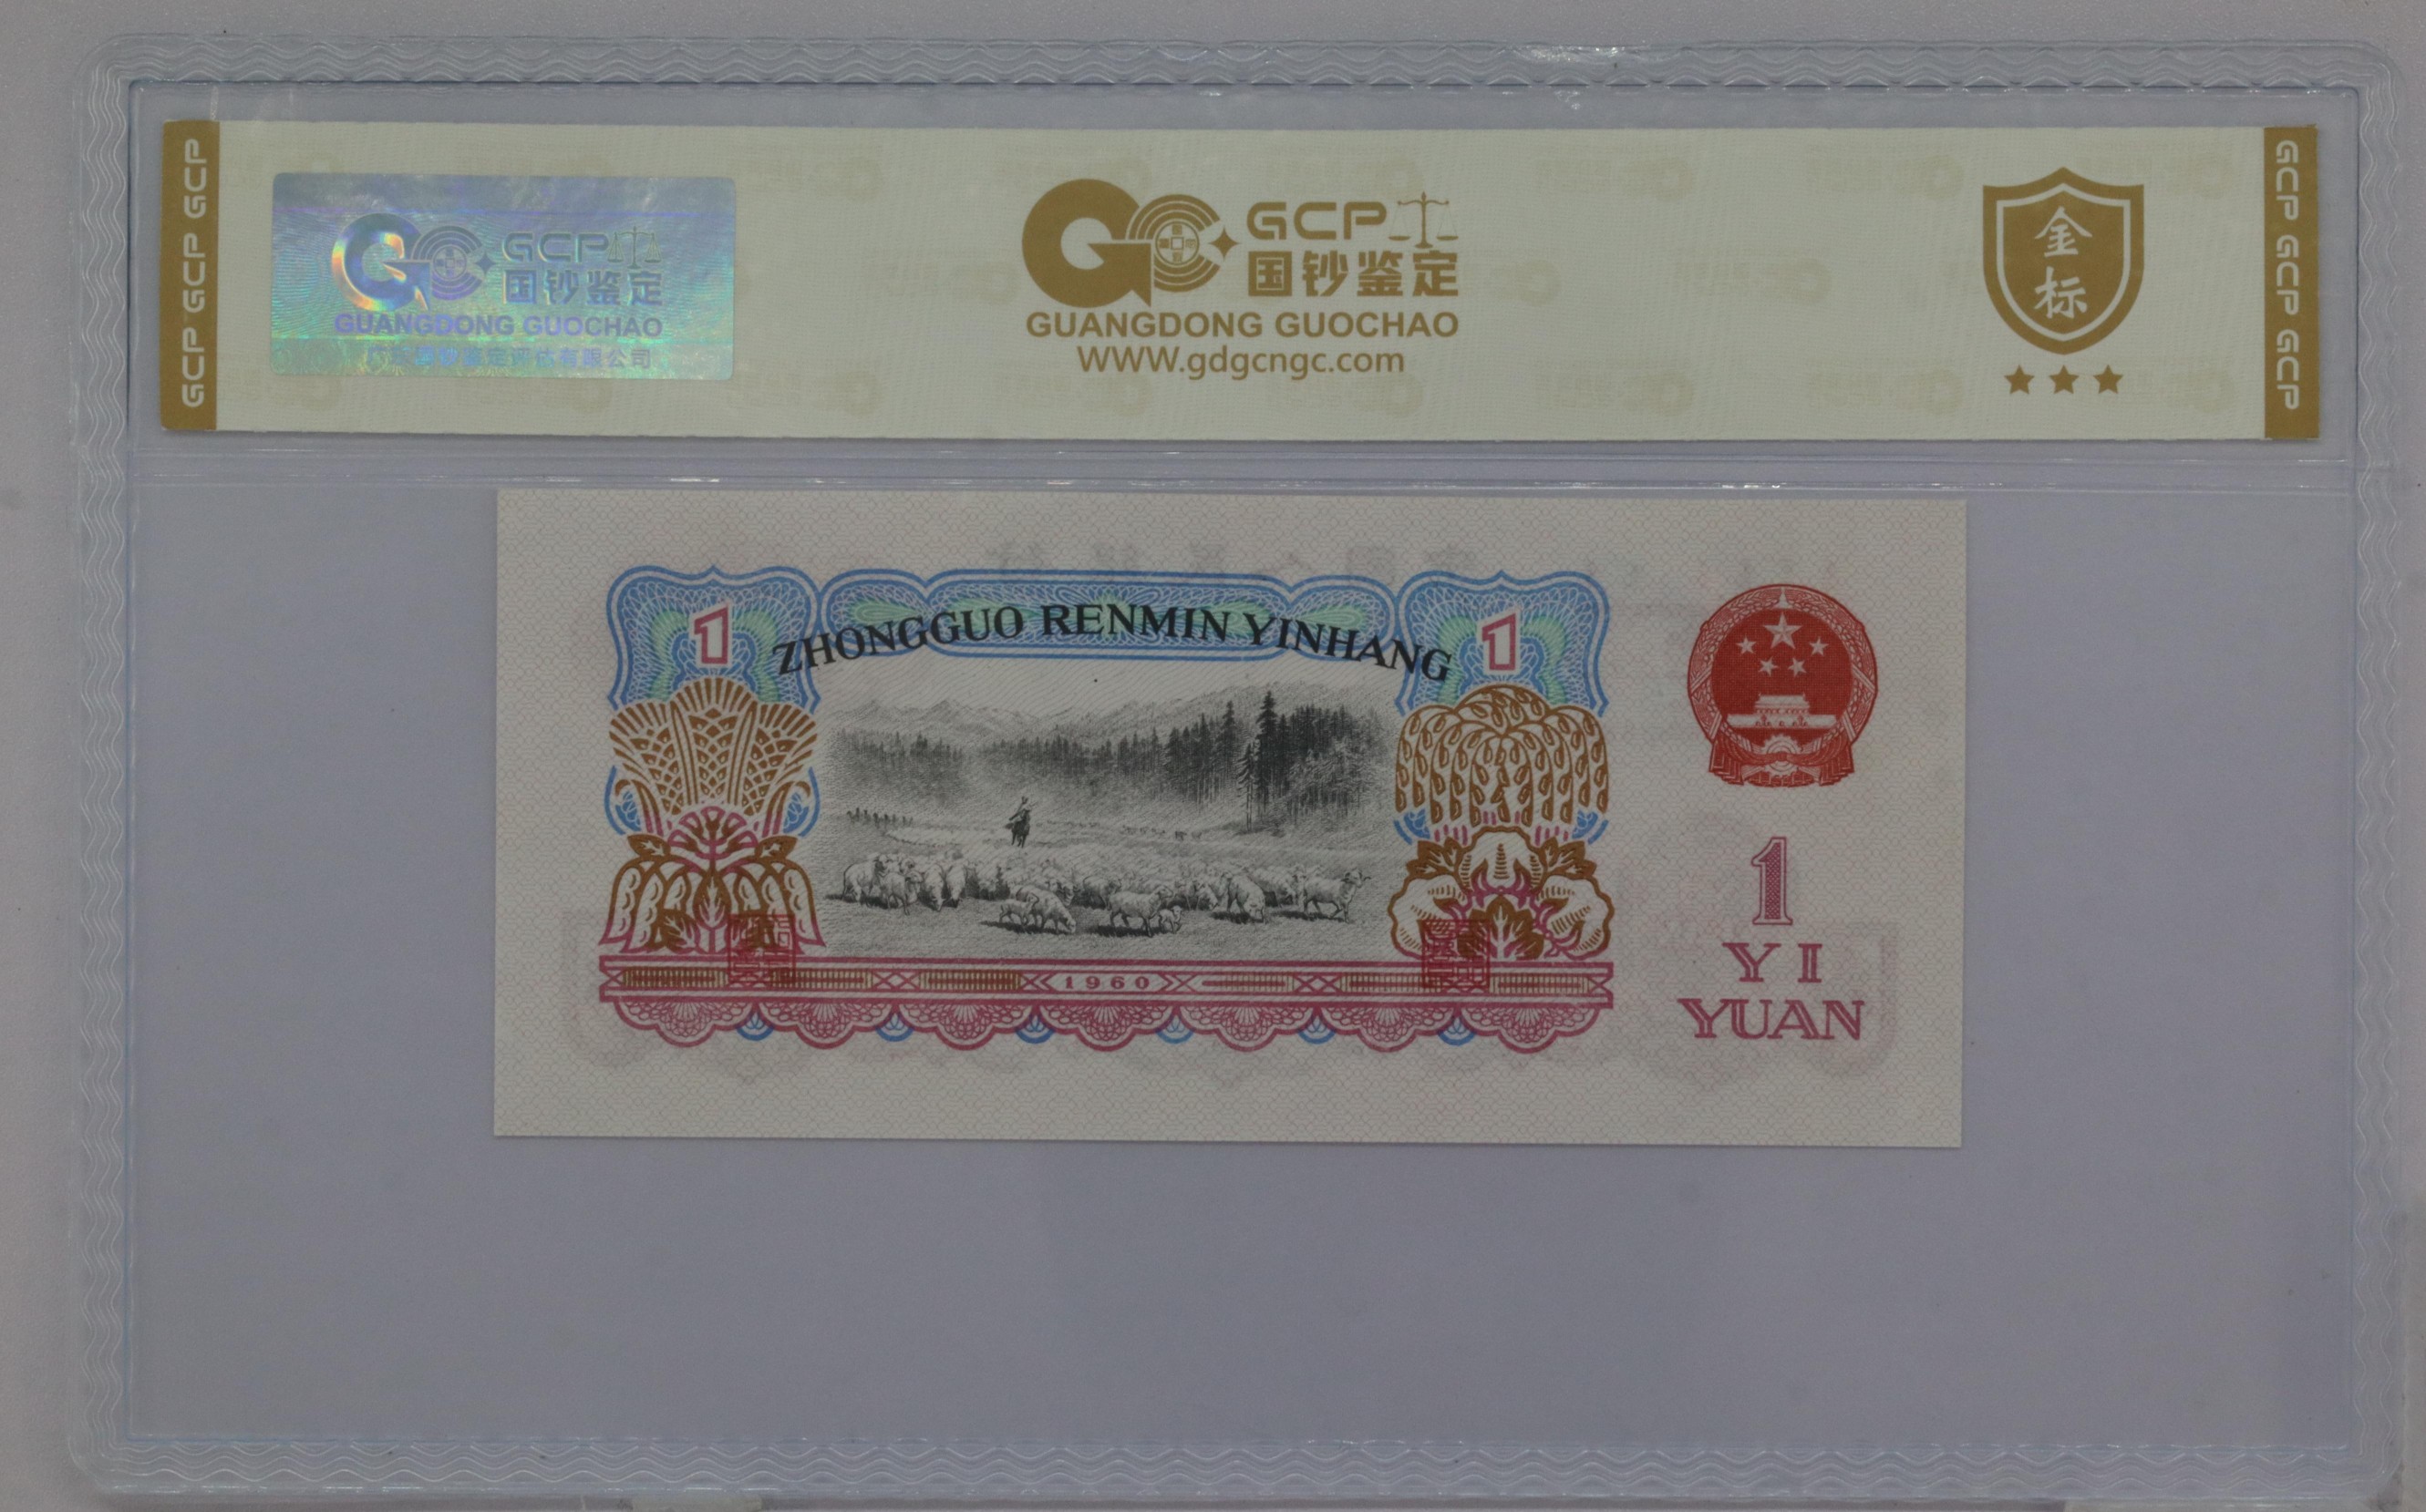 GCP GCP GCP
GCP
国钞鉴定
GUANGDONG GUOCHAO
广东国钞鉴定评估有限公司
GCP
国钞鉴定
GUANGDONG GUOCHAO
WWW.gdgcngc.com
金
标
GCP GCP GCP
1
ZHONGGUO RENMIN YINHANG
1
1960
1
YI
YUAN